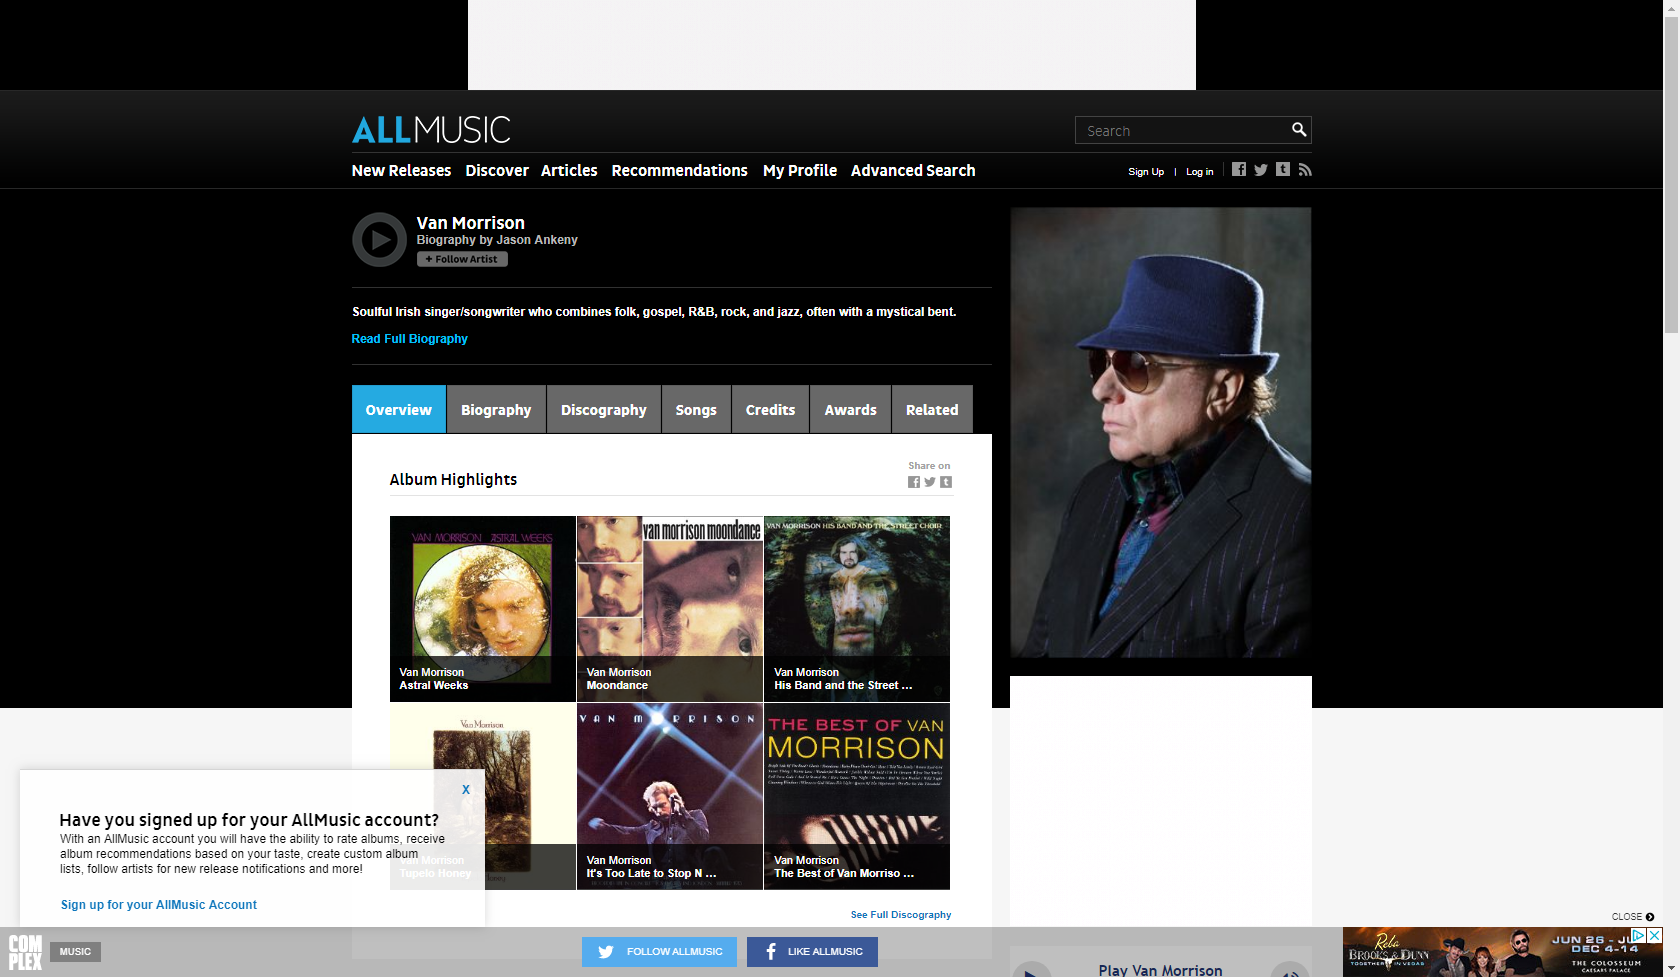 ALLMUSIC
Search
New Releases Discover Articles Recommendations My Profile Advanced Search
Sign Up | Log in
Van Morrison
Biography by Jason Ankeny
+ Follow Artist
Soulful Irish singer/songwriter who combines folk, gospel, R&B, rock, and jazz, often with a mystical bent.
Read Full Biography
Overview Biography Discography Songs Credits Awards Related
Album Highlights
Share on
VAN MORRISON ASTRAL WEEKS
Van Morrison
Astral Weeks
van morrison moondance
Van Morrison
Moondance
VAN MORRISON HIS BAND AND THE STREET CHOIR
Van Morrison
His Band and the Street ...
Van Morrison
Van Morrison
Tupelo Honey
VAN MORRISON
Van Morrison
It's Too Late to Stop N ...
THE BEST OF VAN
MORRISON
Van Morrison
The Best of Van Morriso ...
See Full Discography
X
Have you signed up for your AllMusic account?
With an AllMusic account you will have the ability to rate albums, receive
album recommendations based on your taste, create custom album
lists, follow artists for new release notifications and more!
Sign up for your AllMusic Account
CLOSE
COMPLEX
MUSIC
FOLLOW ALLMUSIC
LIKE ALLMUSIC
Play Van Morrison
Reba
BROOKS & DUNN
TOGETHER IN VEGAS
JUN 26 - JU
DEC 4-14
THE COLOSSEUM
CAESARS PALACE